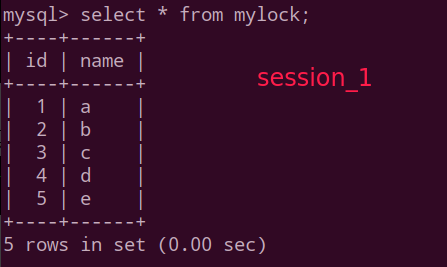 mysql> select * from mylock;
+----+------+
| id | name |
+----+------+
|  1 | a    |
|  2 | b    |
|  3 | c    |
|  4 | d    |
|  5 | e    |
+----+------+
5 rows in set (0.00 sec)
session_1